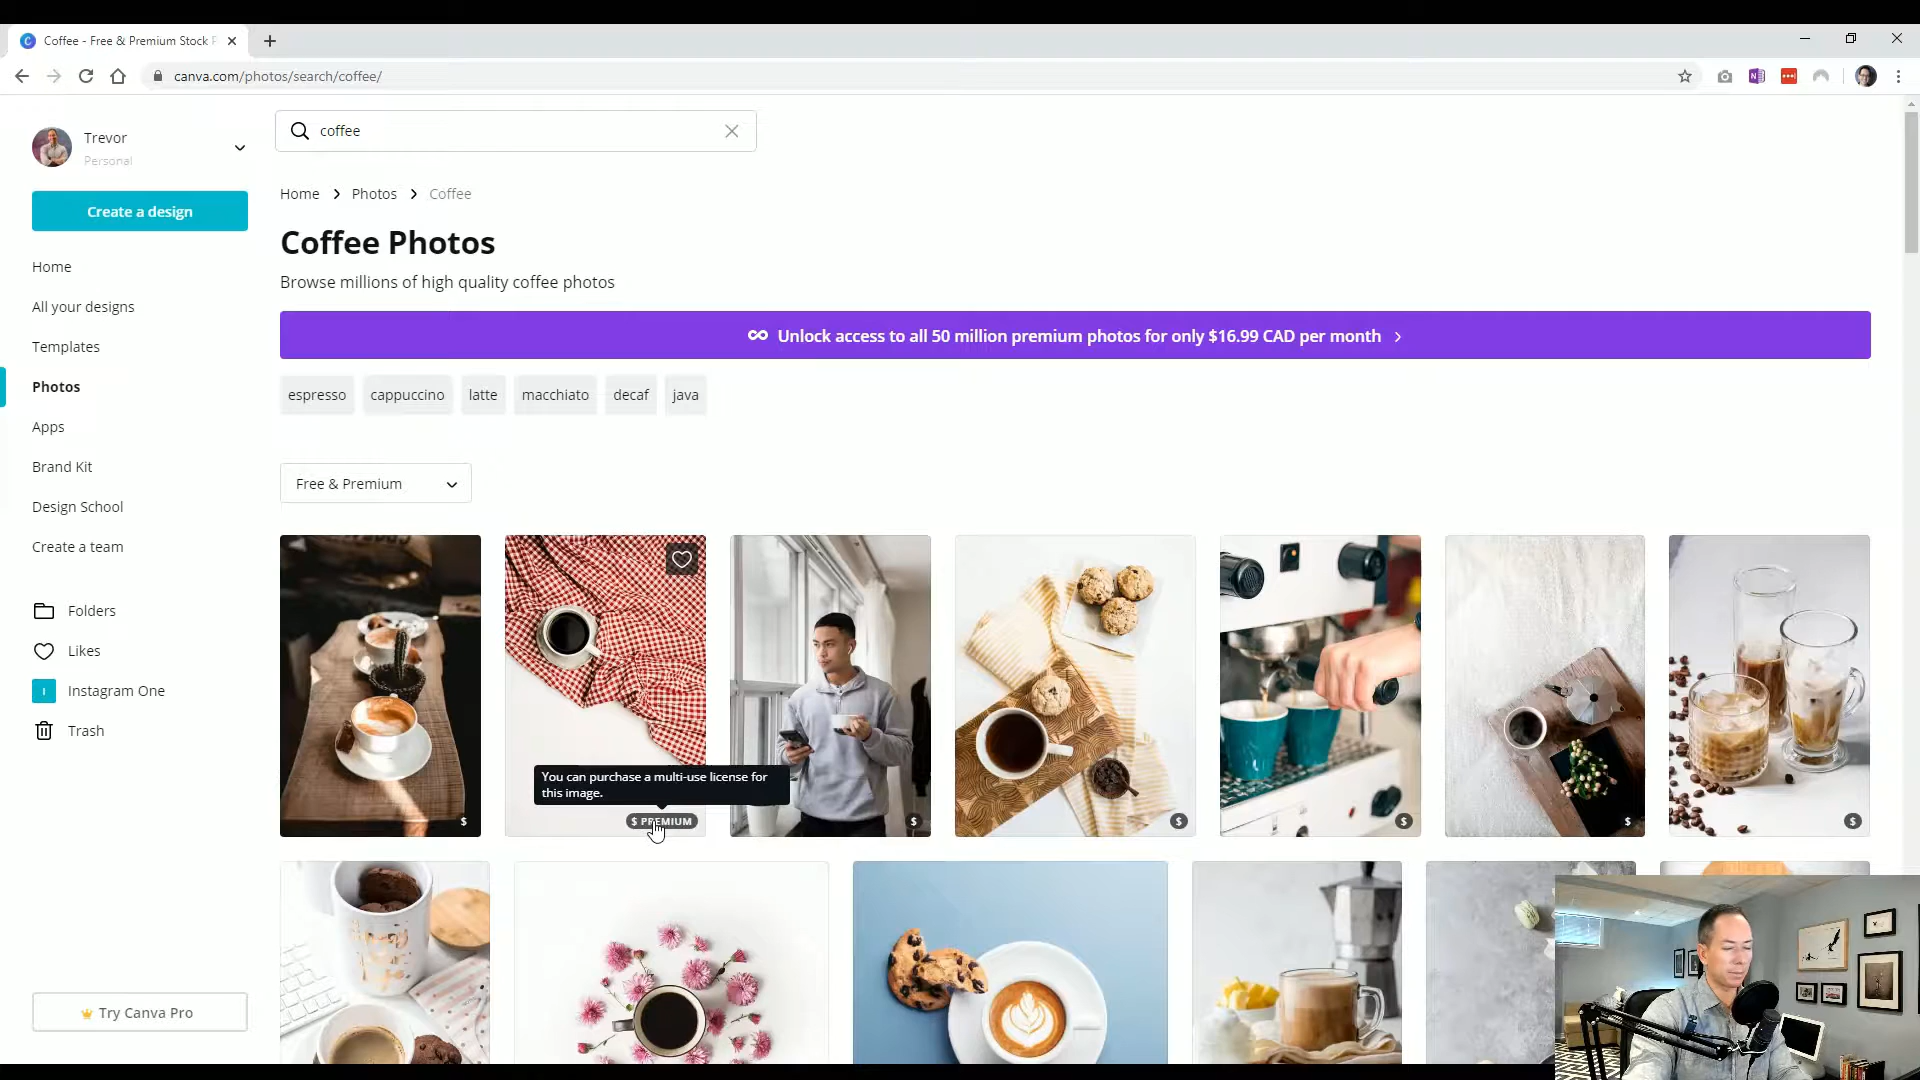 Coffee - Free & Premium Stock P
canva.com/photos/search/coffee/
Trevor
Personal
coffee
Create a design
Home
All your designs
Templates
Photos
Apps
Brand Kit
Design School
Create a team
Folders
Likes
Instagram One
Trash
Try Canva Pro
Home > Photos > Coffee
Coffee Photos
Browse millions of high quality coffee photos
Unlock access to all 50 million premium photos for only $16.99 CAD per month
espresso cappuccino latte macchiato decaf java
Free & Premium
You can purchase a multi-use license for
this image.
$ $ PREMIUM $ $ $ $ $